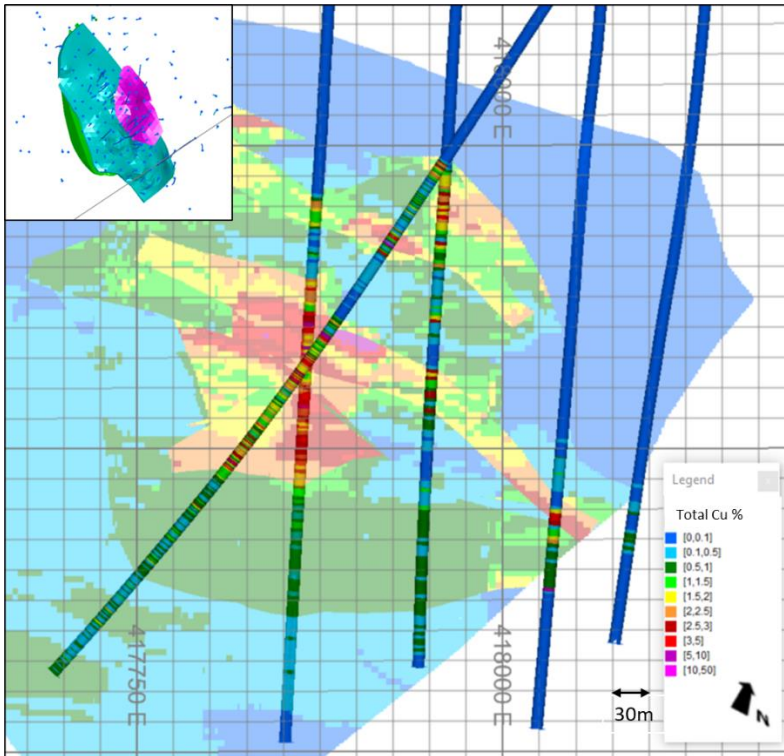 418000 E
417750 E
418000 E
Legend
Total Cu %
[0,0.1]
[0.1,0.5]
[0.5,1]
[1,1.5]
[1.5,2]
[2,2.5]
[2.5,3]
[3,5]
[5,10]
[10,50]
30m
N